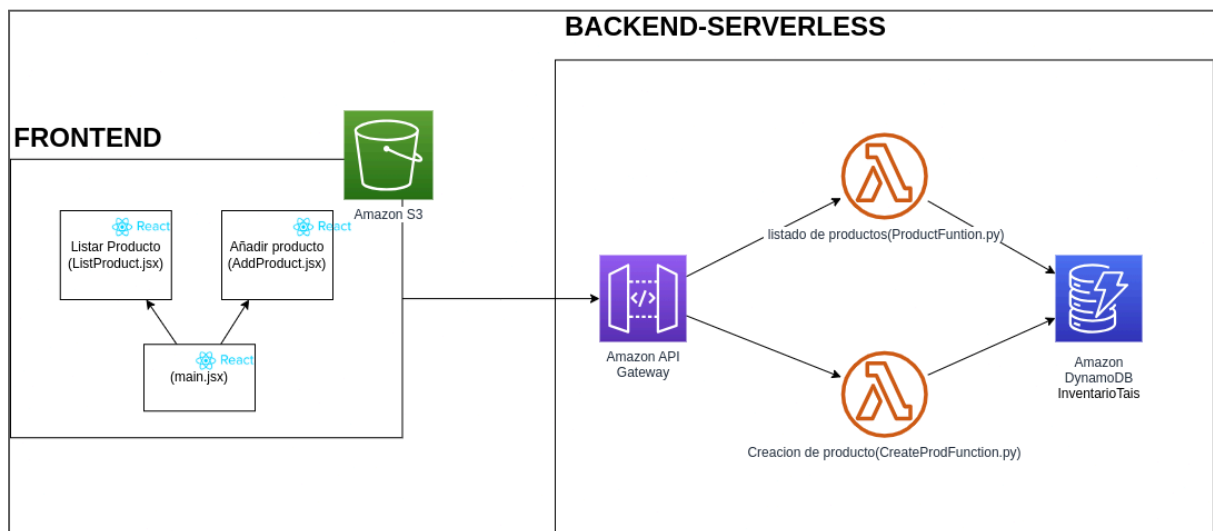 BACKEND-SERVERLESS
FRONTEND
Amazon S3
React
Listar Producto
(ListProduct.jsx)
React
Añadir producto
(AddProduct.jsx)
React
(main.jsx)
Amazon API
Gateway
listado de productos(ProductFuntion.py)
Creacion de producto(CreateProdFunction.py)
Amazon
DynamoDB
InventarioTais